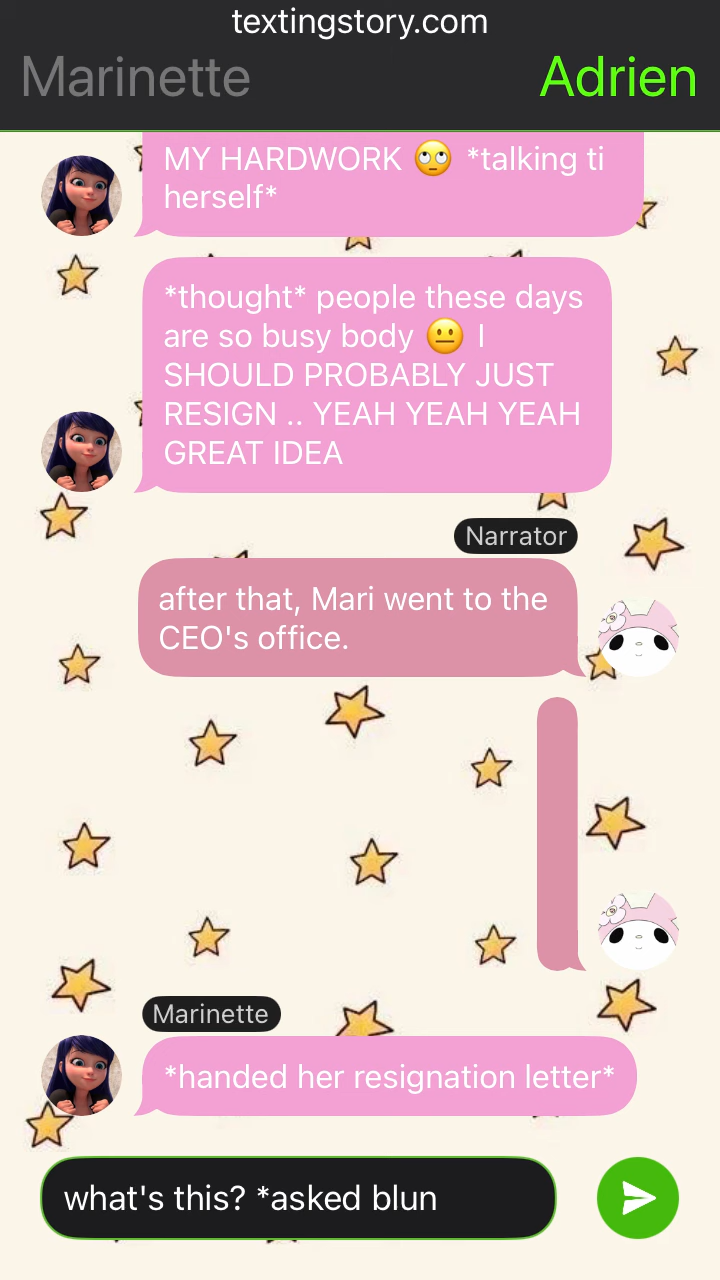 textingstory.com
Marinette
Adrien
MY HARDWORK 🙄 *talking ti
herself*
*thought* people these days
are so busy body 😐 I
SHOULD PROBABLY JUST
RESIGN .. YEAH YEAH YEAH
GREAT IDEA
Narrator
after that, Mari went to the
CEO's office.
Marinette
*handed her resignation letter*
what's this? *asked blun